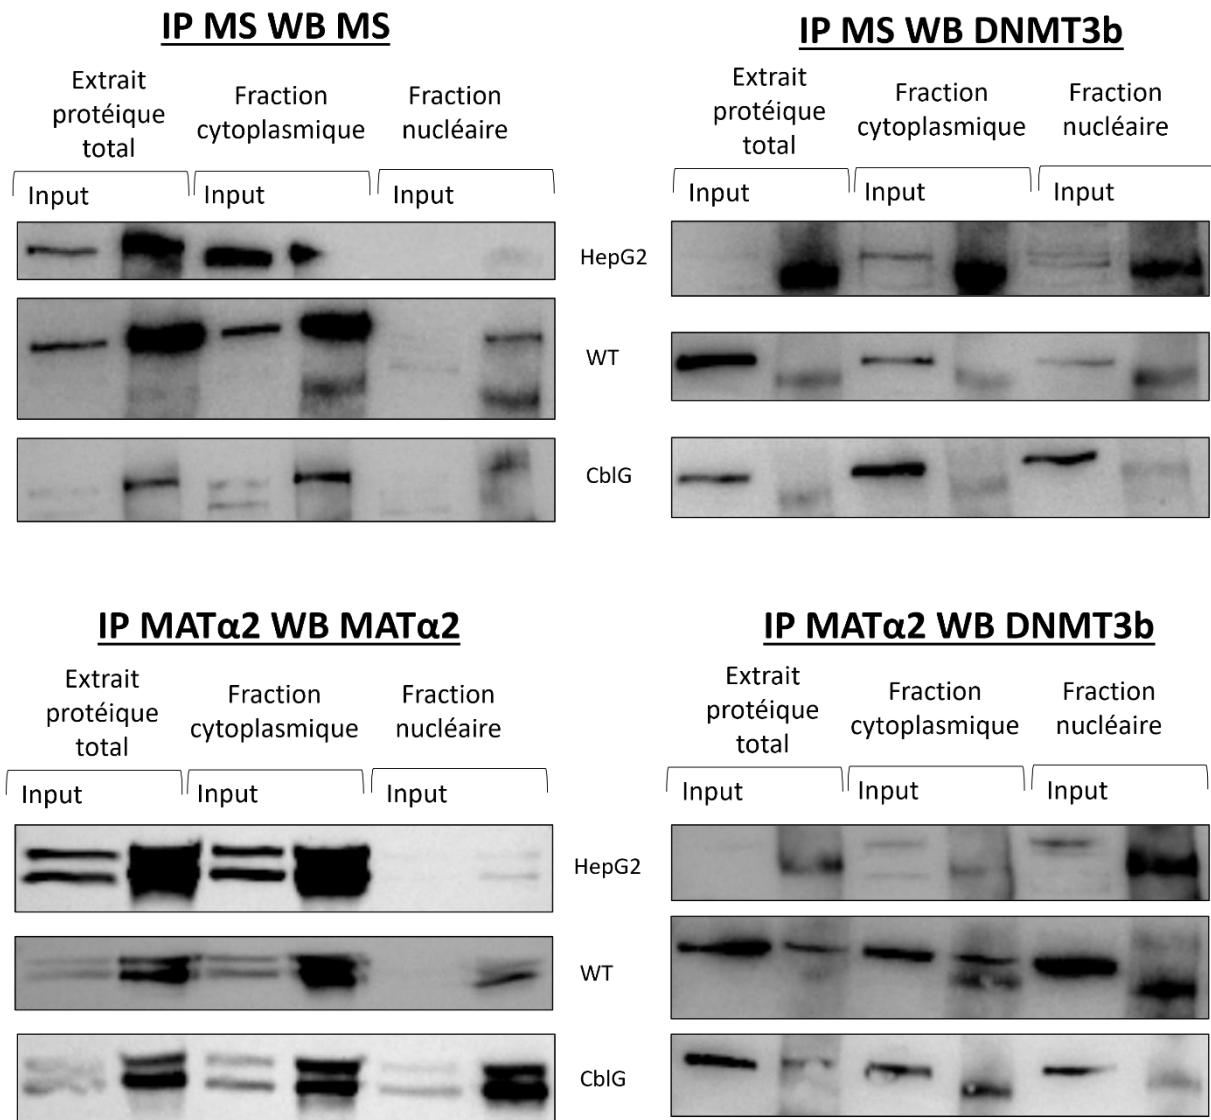 IP MS WB MS
Extrait
protéique
total
Fraction
cytoplasmique
Fraction
nucléaire
Input
Input
Input
IP MS WB DNMT3b
Extrait
protéique
total
Fraction
cytoplasmique
Fraction
nucléaire
Input
Input
Input
HepG2
WT
CblG
IP MATα2 WB MATα2
Extrait
protéique
total
Fraction
cytoplasmique
Fraction
nucléaire
Input
Input
Input
IP MATα2 WB DNMT3b
Extrait
protéique
total
Fraction
cytoplasmique
Fraction
nucléaire
Input
Input
Input
HepG2
WT
CblG